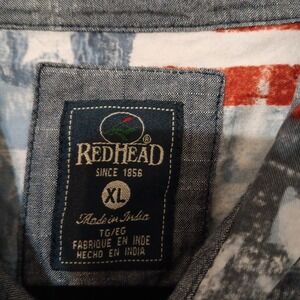 REDHEAD®
SINCE 1856
XL
Made in India
TG/EG
FABRIQUE EN INDE
HECHO EN INDIA